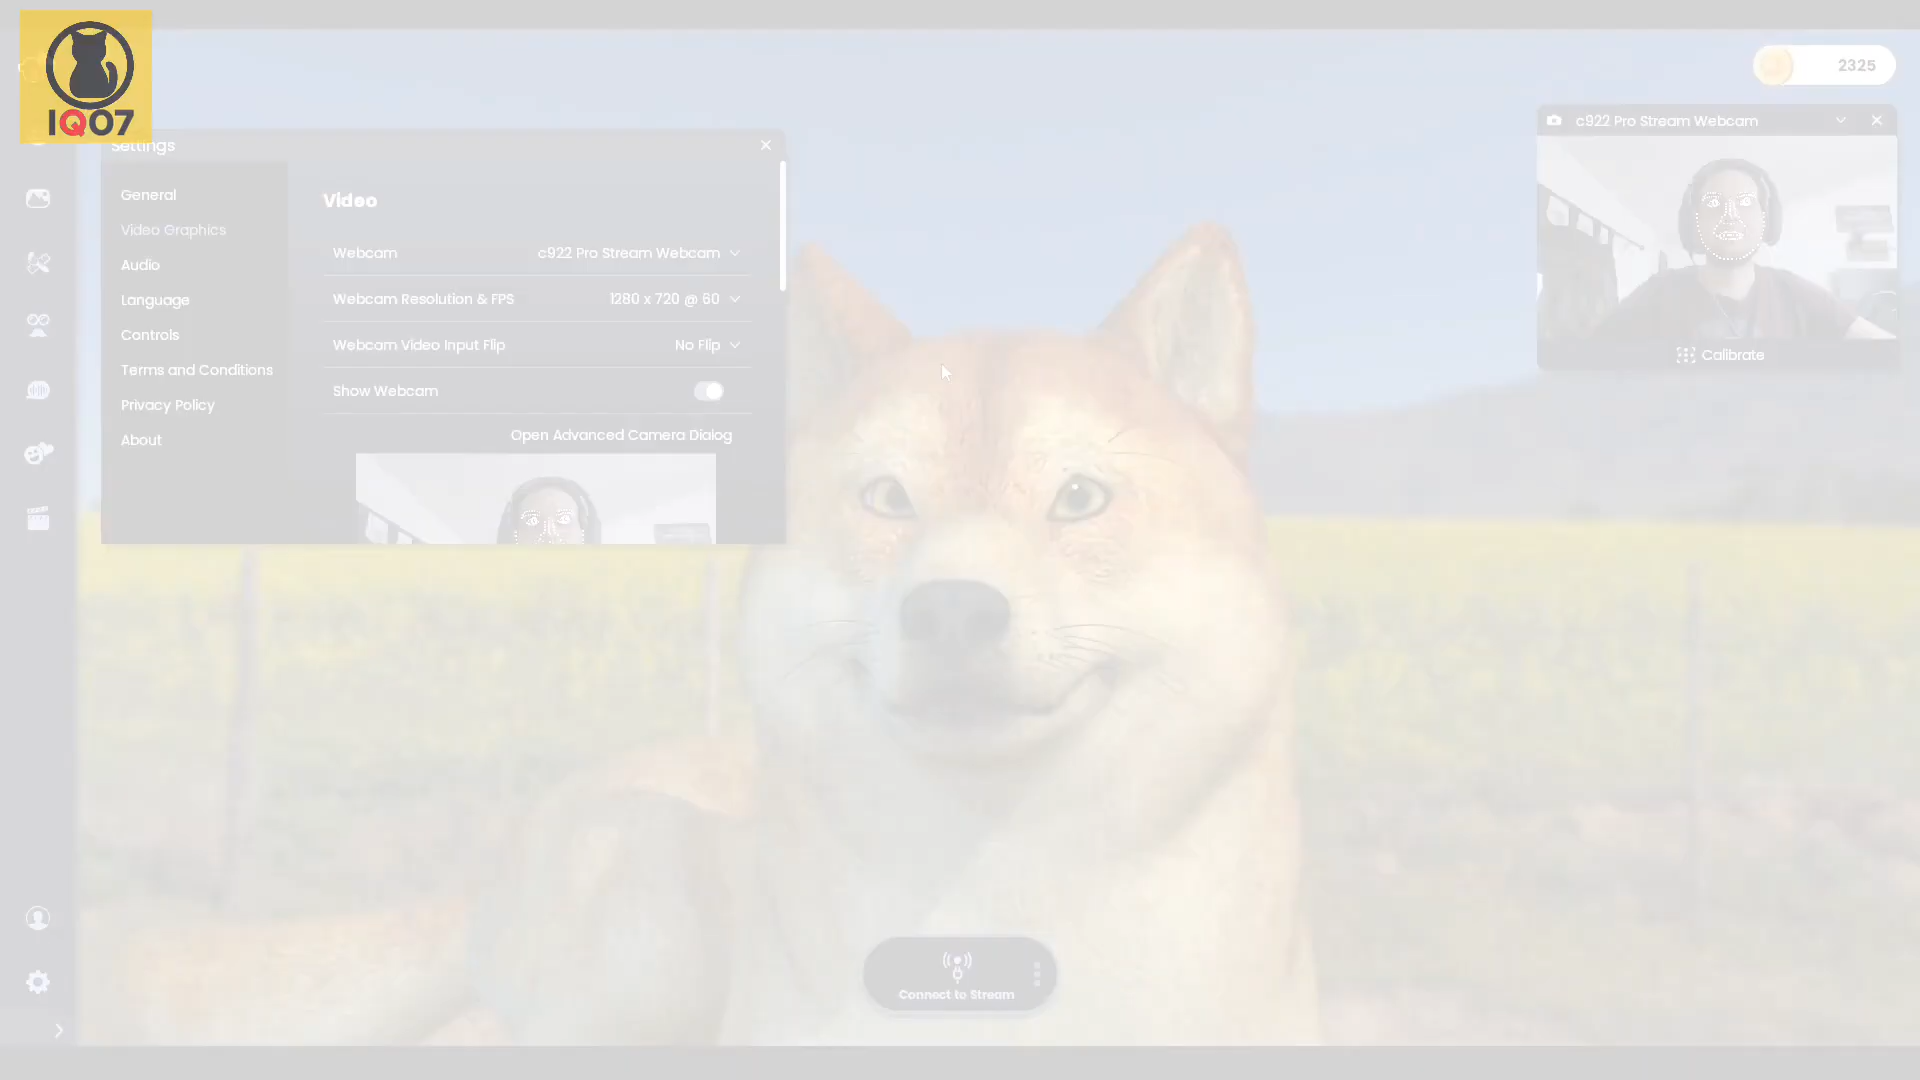 IQ07
2325
c922 Pro Stream Webcam
Calibrate
Settings
General
Video Graphics
Audio
Language
Controls
Terms and Conditions
Privacy Policy
About
Video
Webcam
c922 Pro Stream Webcam
Webcam Resolution & FPS
1280 x 720 @ 60
Webcam Video Input Flip
No Flip
Show Webcam
Open Advanced Camera Dialog
Connect to Stream